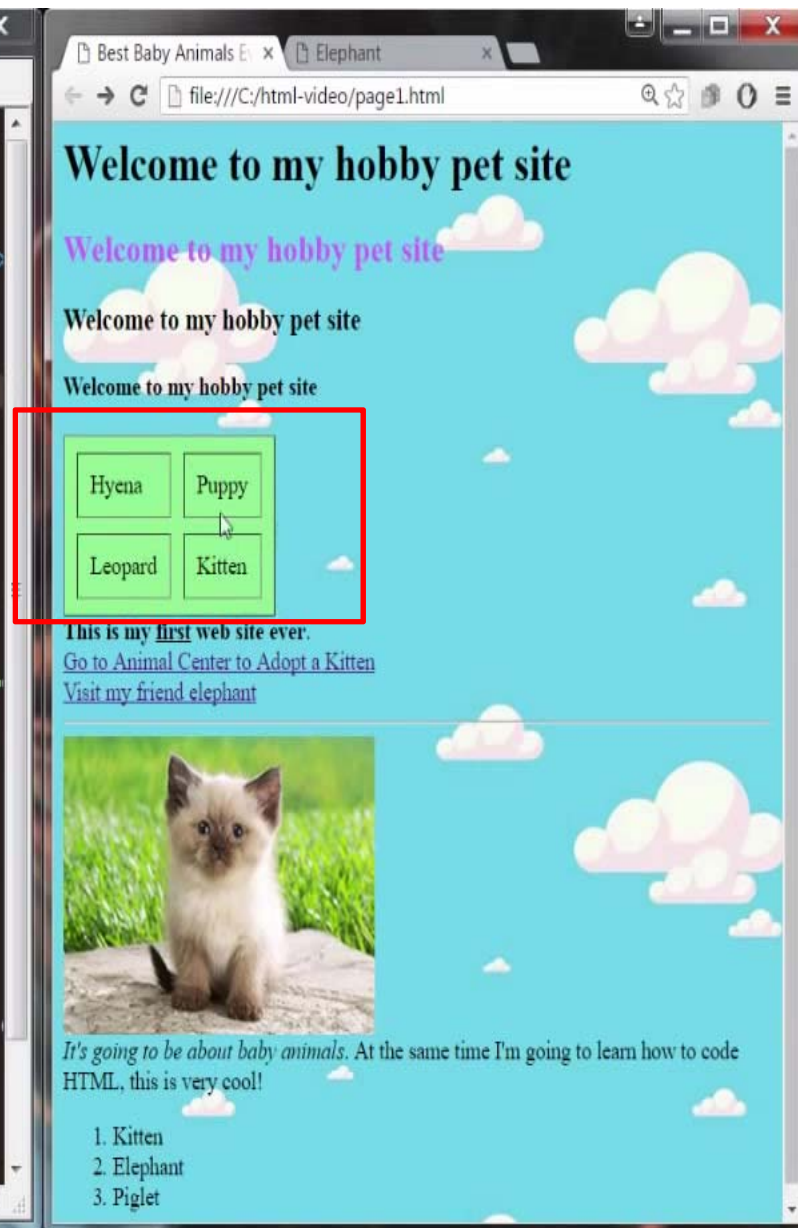 Best Baby Animals Ev
Elephant
file:///C:/html-video/page1.html
Welcome to my hobby pet site
Welcome to my hobby pet site
Welcome to my hobby pet site
Welcome to my hobby pet site
Hyena Puppy
Leopard Kitten
This is my first web site ever.
Go to Animal Center to Adopt a Kitten
Visit my friend elephant
It's going to be about baby animals. At the same time I'm going to learn how to code
HTML, this is very cool!
1. Kitten
2. Elephant
3. Piglet